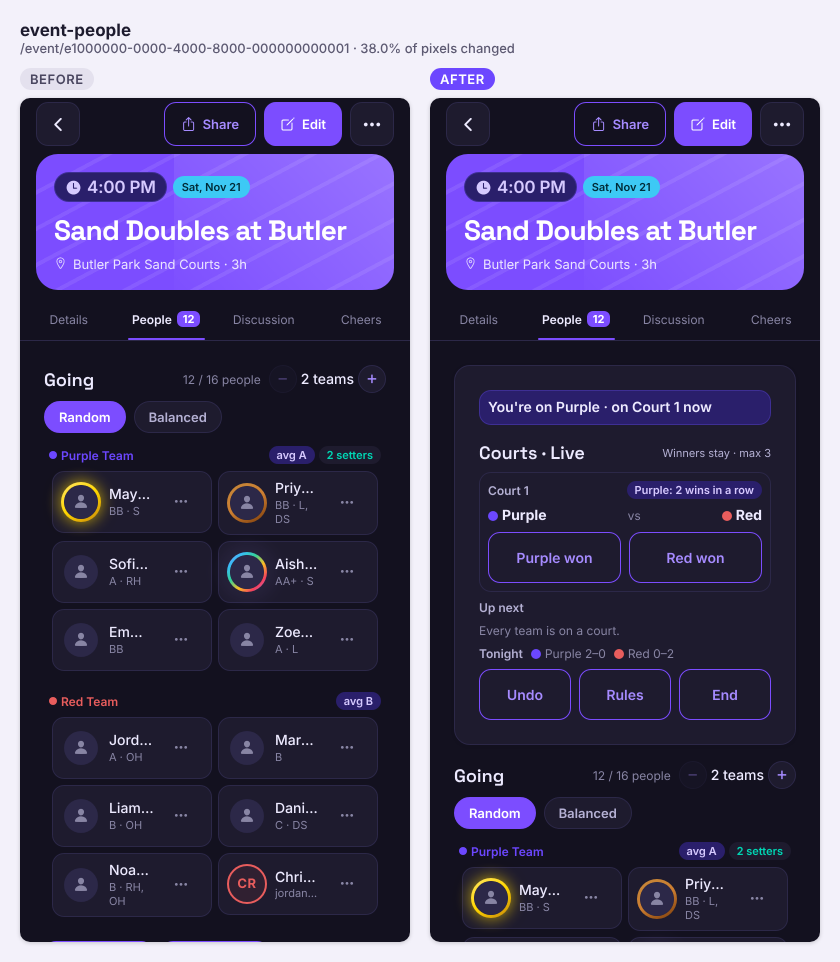 event-people
/event/e1000000-0000-4000-8000-000000000001 · 38.0% of pixels changed
BEFORE
Share
Edit
4:00 PM
Sat, Nov 21
Sand Doubles at Butler
Butler Park Sand Courts · 3h
Details
People 12
Discussion
Cheers
Going
12 / 16 people
2 teams
Random
Balanced
Purple Team
avg A
2 setters
May...
BB · S
Priy...
BB · L,
DS
Sofi...
A · RH
Aish...
AA+ · S
Em...
BB
Zoe...
A · L
Red Team
avg B
Jord...
A · OH
Mar...
B
Liam...
B · OH
Dani...
C · DS
Noa...
B · RH,
OH
CR
Chri...
jordan...
AFTER
Share
Edit
4:00 PM
Sat, Nov 21
Sand Doubles at Butler
Butler Park Sand Courts · 3h
Details
People 12
Discussion
Cheers
You're on Purple · on Court 1 now
Courts · Live
Winners stay · max 3
Court 1
Purple: 2 wins in a row
Purple
vs
Red
Purple won
Red won
Up next
Every team is on a court.
Tonight Purple 2–0 Red 0–2
Undo
Rules
End
Going
12 / 16 people
2 teams
Random
Balanced
Purple Team
avg A
2 setters
May...
BB · S
Priy...
BB · L,
DS